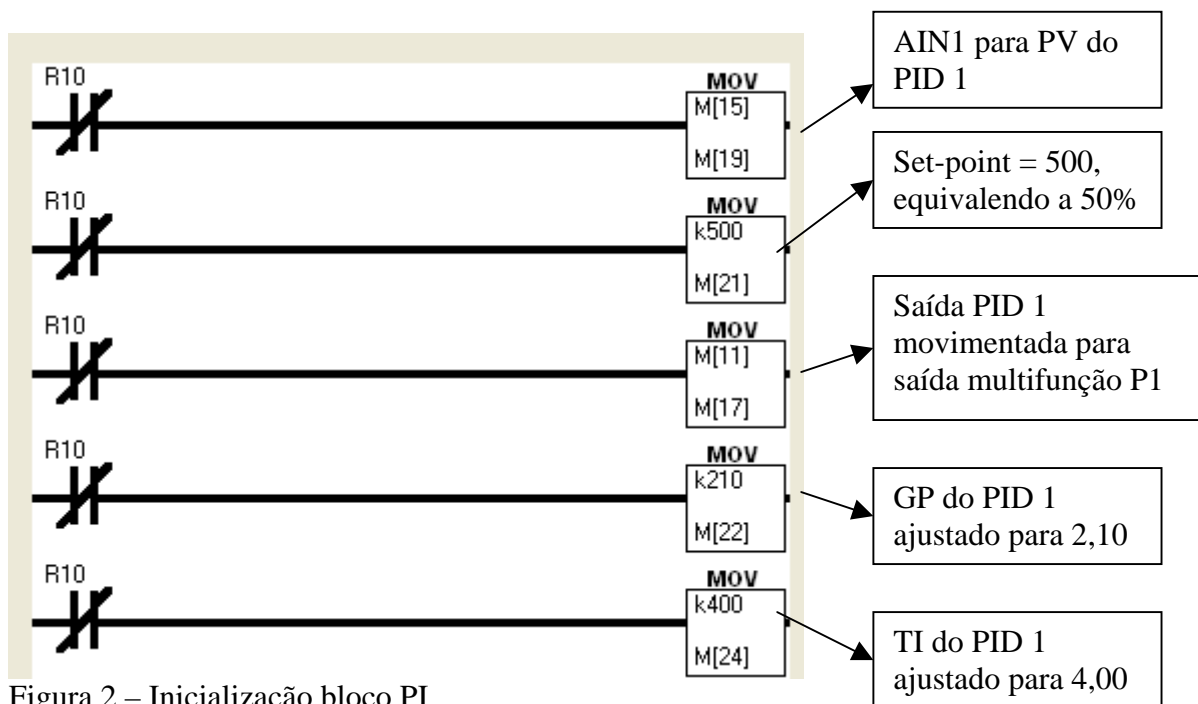 R10
MOV
M[15]
M[19]
AIN1 para PV do
PID 1
R10
MOV
k500
M[21]
Set-point = 500,
equivalendo a 50%
R10
MOV
M[11]
M[17]
Saída PID 1
movimentada para
saída multifunção P1
R10
MOV
k210
M[22]
GP do PID 1
ajustado para 2,10
R10
MOV
k400
M[24]
TI do PID 1
ajustado para 4,00
Figura 2 – Inicialização bloco PI